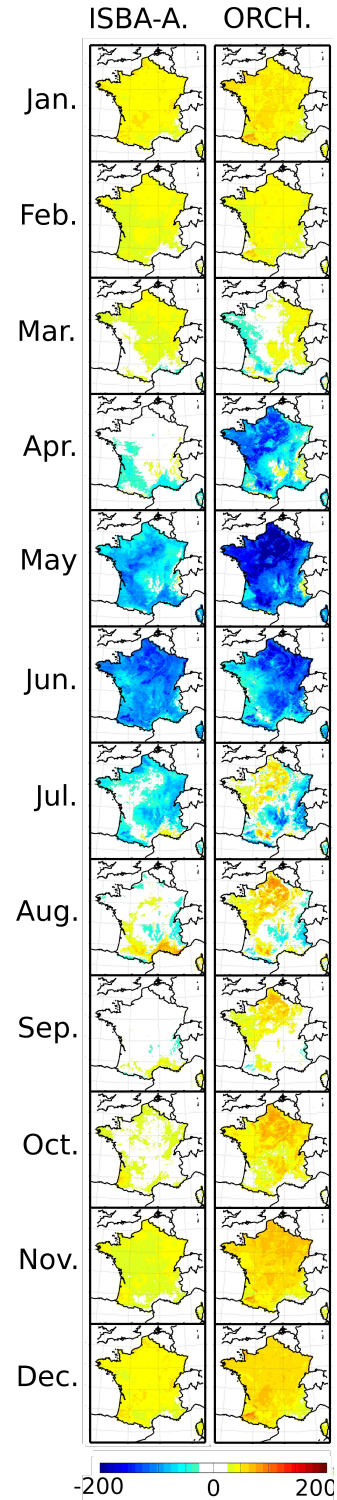 ISBA-A. ORCH.
Jan.
Feb.
Mar.
Apr.
May
Jun.
Jul.
Aug.
Sep.
Oct.
Nov.
Dec.
-200 0 200